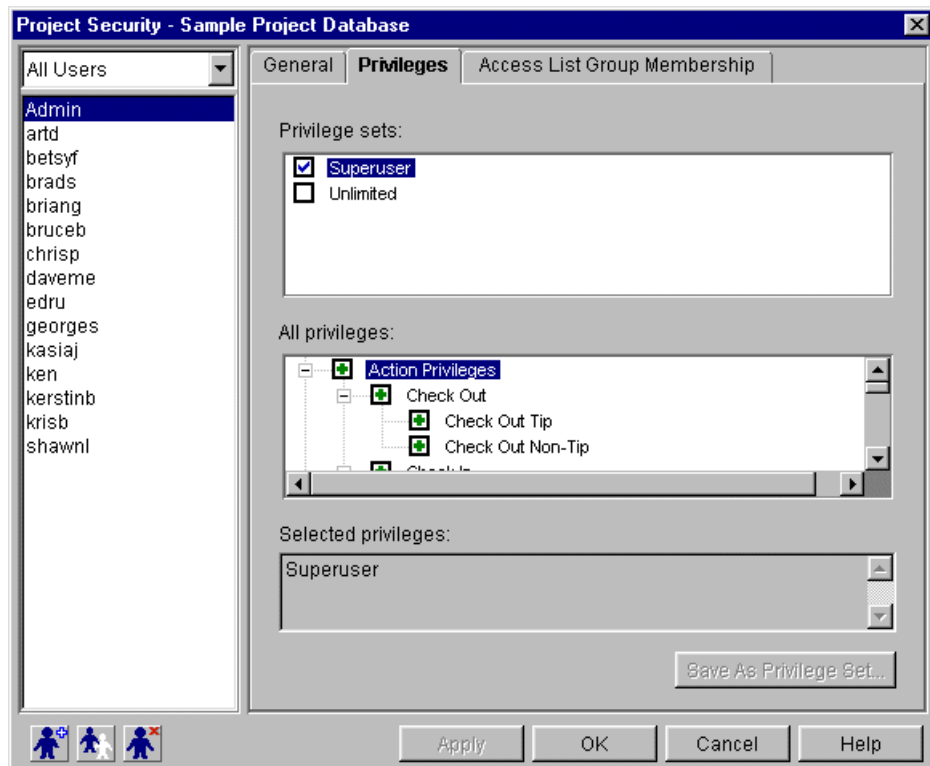 Project Security - Sample Project Database
All Users
Admin
artd
betsyf
brads
briang
bruceb
chrisp
daveme
edru
georges
kasiaj
ken
kerstinb
krisb
shawnl
General
Privileges
Access List Group Membership
Privilege sets:
Superuser
Unlimited
All privileges:
Action Privileges
Check Out
Check Out Tip
Check Out Non-Tip
Check In
Selected privileges:
Superuser
Save As Privilege Set...
Apply
OK
Cancel
Help